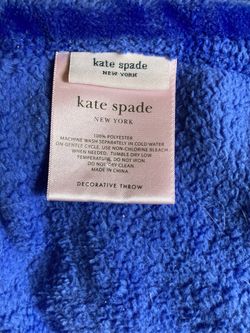 kate spade
NEW YORK
kate spade
NEW YORK
100% POLYESTER
MACHINE WASH SEPARATELY IN COLD WATER
ON GENTLE CYCLE. USE NON-CHLORINE BLEACH
WHEN NEEDED. TUMBLE DRY LOW
TEMPERATURE. DO NOT IRON
DO NOT DRY CLEAN.
MADE IN CHINA
DECORATIVE THROW